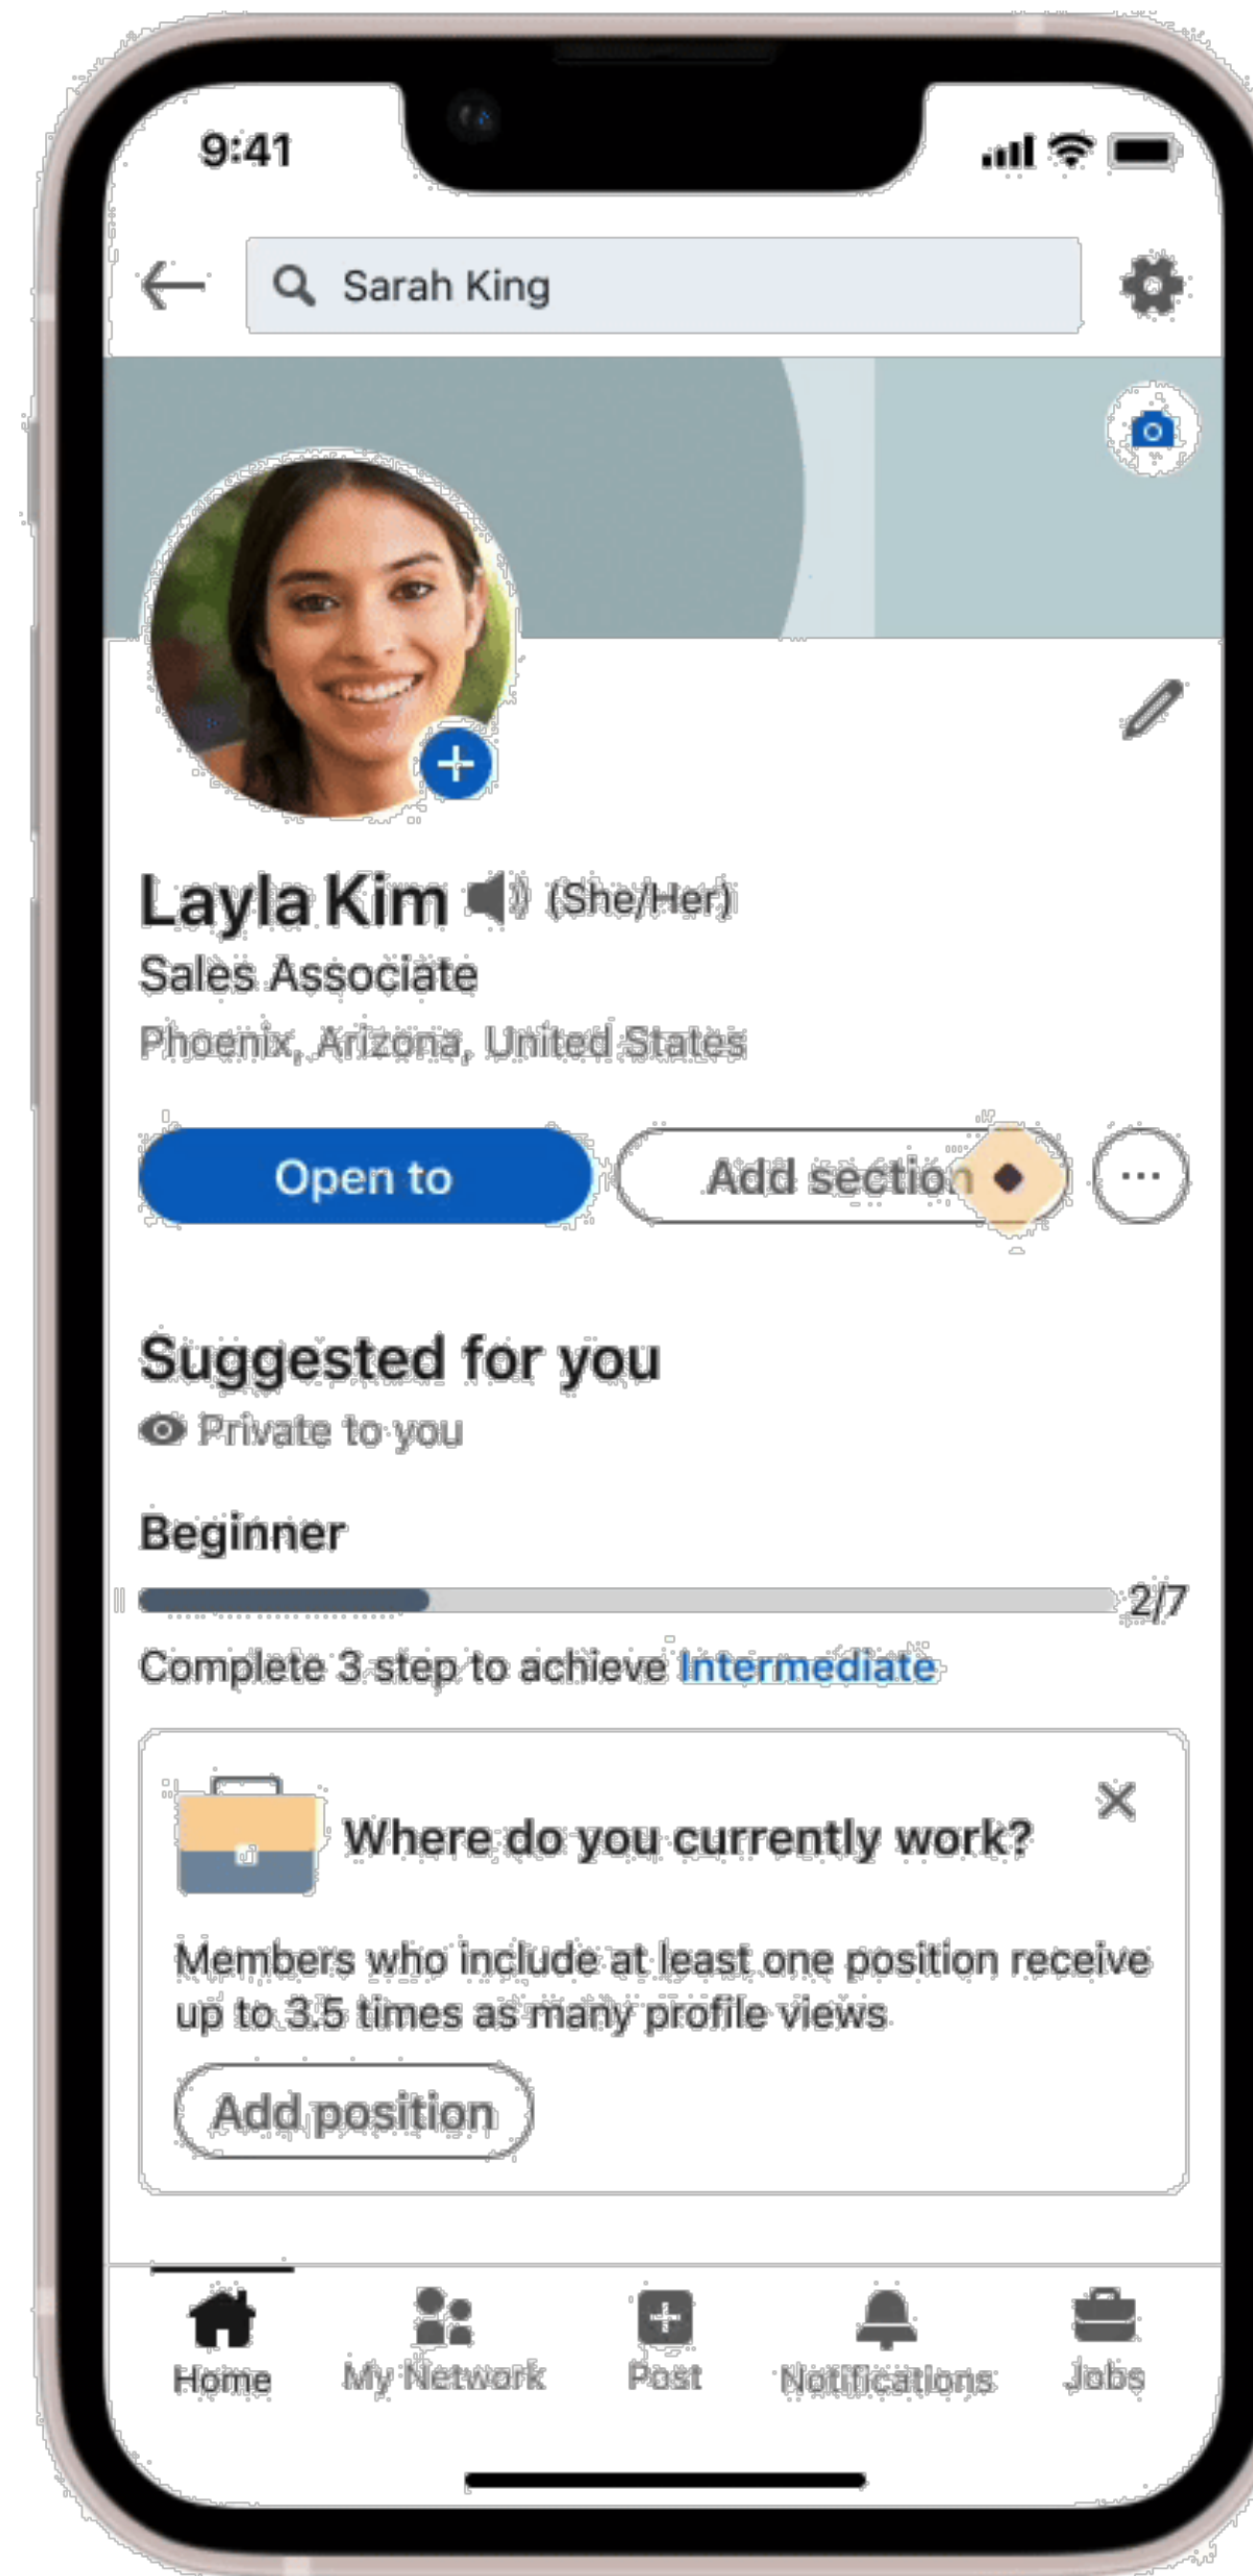 9:41
Sarah King
Layla Kim (She/Her)
Sales Associate
Phoenix, Arizona, United States
Open to
Add section
Suggested for you
Private to you
Beginner
2/7
Complete 3 step to achieve Intermediate
Where do you currently work?
Members who include at least one position receive
up to 3.5 times as many profile views
Add position
Home
My Network
Post
Notifications
Jobs